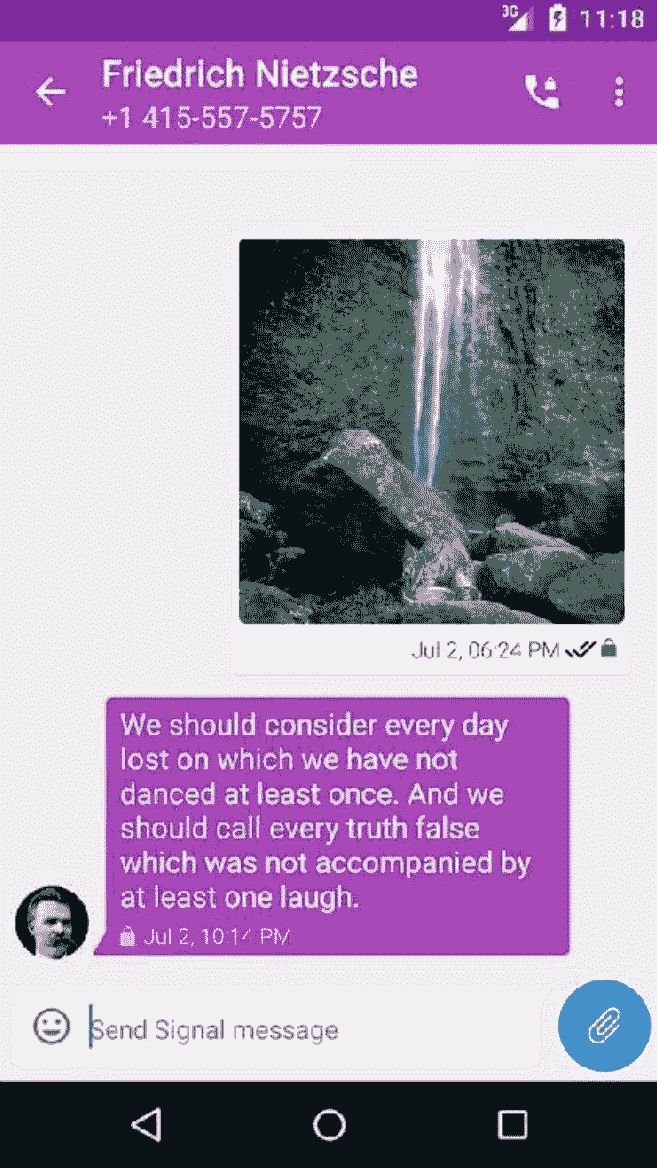 3G 11:18
Friedrich Nietzsche
+1 415-557-5757
Jul 2, 06:24 PM
We should consider every day
lost on which we have not
danced at least once. And we
should call every truth false
which was not accompanied by
at least one laugh.
Jul 2, 10:14 PM
Send Signal message